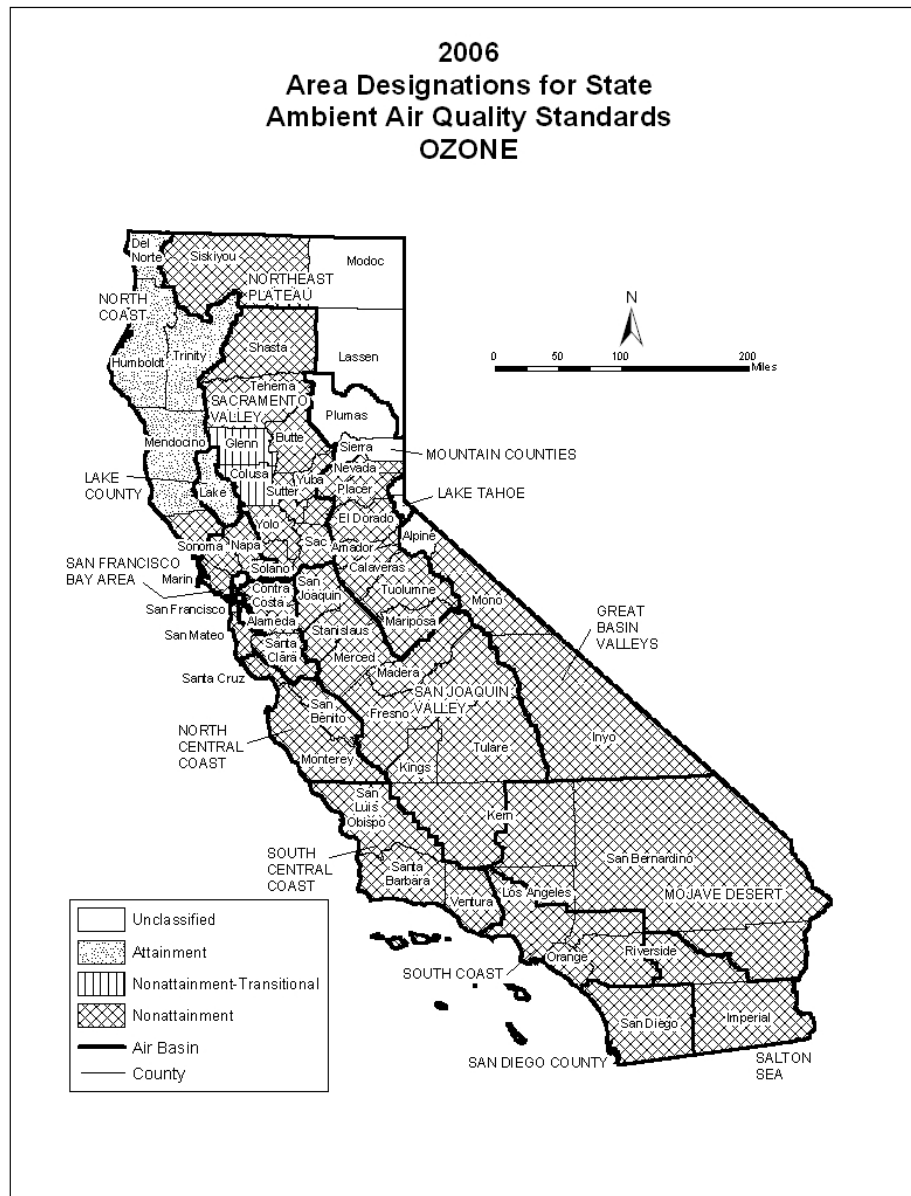 2006
Area Designations for State
Ambient Air Quality Standards
OZONE
Del
Norte
Siskiyou
Modoc
NORTHEAST
PLATEAU
NORTH
COAST
N
Humboldt
Trinity
Shasta
Lassen
0 50 100 200
Miles
Tehema
SACRAMENTO
VALLEY
Plumas
Mendocino
Glenn
Butte
Sierra
MOUNTAIN COUNTIES
LAKE
COUNTY
Lake
Colusa
Sutter
Yuba
Nevada
Placer
LAKE TAHOE
Sonoma
Napa
Yolo
Sac
El Dorado
Alpine
Amador
SAN FRANCISCO
BAY AREA
Marin
Solano
Calaveras
Contra
Costa
San
Joaquin
Tuolumne
Mono
San Francisco
Alameda
Stanislaus
Mariposa
GREAT
BASIN
VALLEYS
San Mateo
Santa
Clara
Merced
Madera
Santa Cruz
SAN JOAQUIN
VALLEY
NORTH
CENTRAL
COAST
San
Benito
Fresno
Monterey
Kings
Tulare
Inyo
San
Luis
Obispo
Kern
SOUTH
CENTRAL
COAST
Santa
Barbara
Ventura
Los Angeles
San Bernardino
MOJAVE DESERT
SOUTH COAST
Orange
Riverside
SAN DIEGO COUNTY
San Diego
Imperial
SALTON
SEA
Unclassified
Attainment
Nonattainment-Transitional
Nonattainment
Air Basin
County